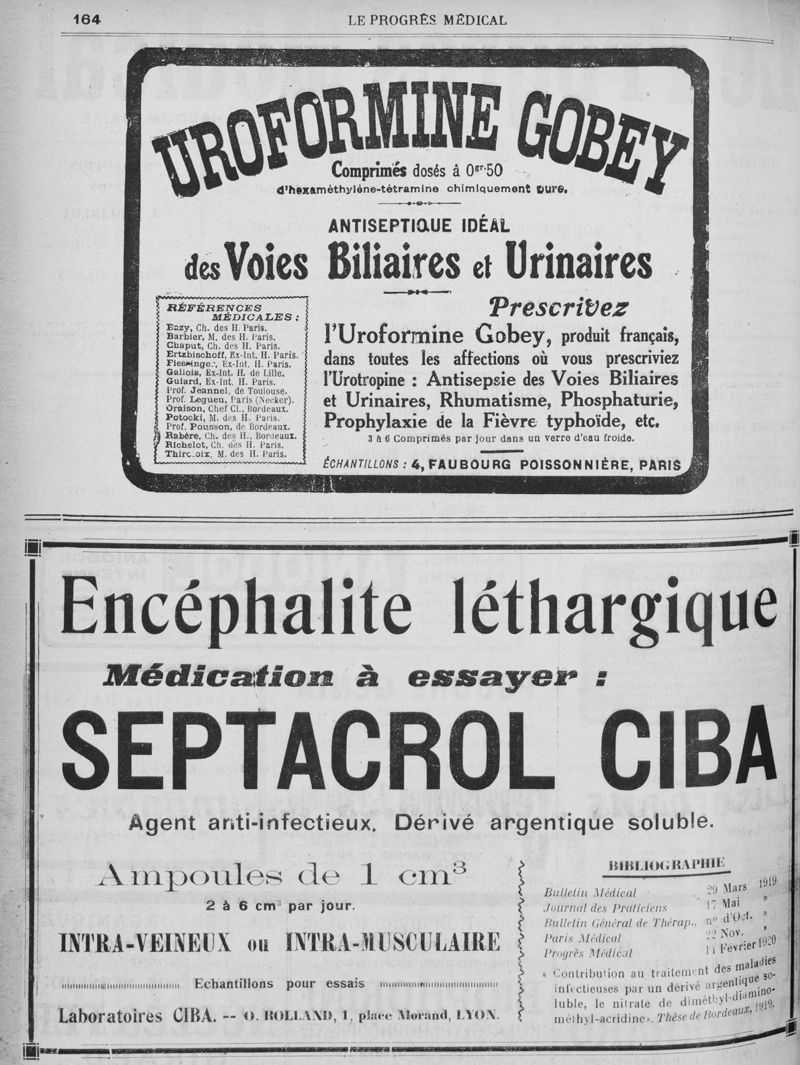 164
LE PROGRÈS MÉDICAL
UROFORMINE GOBEY
Comprimés dosés à 0gr·50
d'hexaméthylène-tétramine chimiquement pure.
ANTISEPTIQUE IDÉAL
des Voies Biliaires et Urinaires
RÉFÉRENCES
MÉDICALES :
Bazy, Ch. des H. Paris.
Barbier, M. des H. Paris.
Chaput, Ch. des H. Paris.
Ertzbischoff, Ex-Int. H. Paris.
Ex-Int. H. Paris.
Gallois, Ex-Int. H. de Lille.
Guiard, Ex-Int. H. Paris.
Prof. Jeannel, de Toulouse.
Prof. Legueu, Paris (Necker).
Oraison, Chef Cl., Bordeaux.
Potocki, M. des H. Paris.
Prof. Pousson, de Bordeaux.
Rabère, Ch. des H., Bordeaux.
Richelot, Ch. des H. Paris.
M. des H. Paris.
Prescrivez
l'Uroformine Gobey, produit français,
dans toutes les affections où vous prescriviez
l'Urotropine : Antisepsie des Voies Biliaires
et Urinaires, Rhumatisme, Phosphaturie,
Prophylaxie de la Fièvre typhoïde, etc.
3 à 6 Comprimés par jour dans un verre d'eau froide.
ÉCHANTILLONS : 4, FAUBOURG POISSONNIÈRE, PARIS
Encéphalite léthargique
Médication à essayer :
SEPTACROL CIBA
Agent anti-infectieux. Dérivé argentique soluble.
Ampoules de 1 cm³
2 à 6 cm³ par jour.
INTRA-VEINEUX ou INTRA-MUSCULAIRE
Echantillons pour essais
Laboratoires CIBA. -- O. ROLLAND, 1, place Morand, LYON.
BIBLIOGRAPHIE
Bulletin Médical 29 Mars 1919
Journal des Praticiens 17 Mai »
Bulletin Général de Thérap., n° d'Oct. »
Paris Médical 22 Nov. »
Progrès Médical Février 1920
« Contribution au traitement des maladies
infectieuses par un dérivé argentique so-
luble, le nitrate de diméthyl-diamino-
méthyl-acridine». Thèse de Bordeaux, 1919.